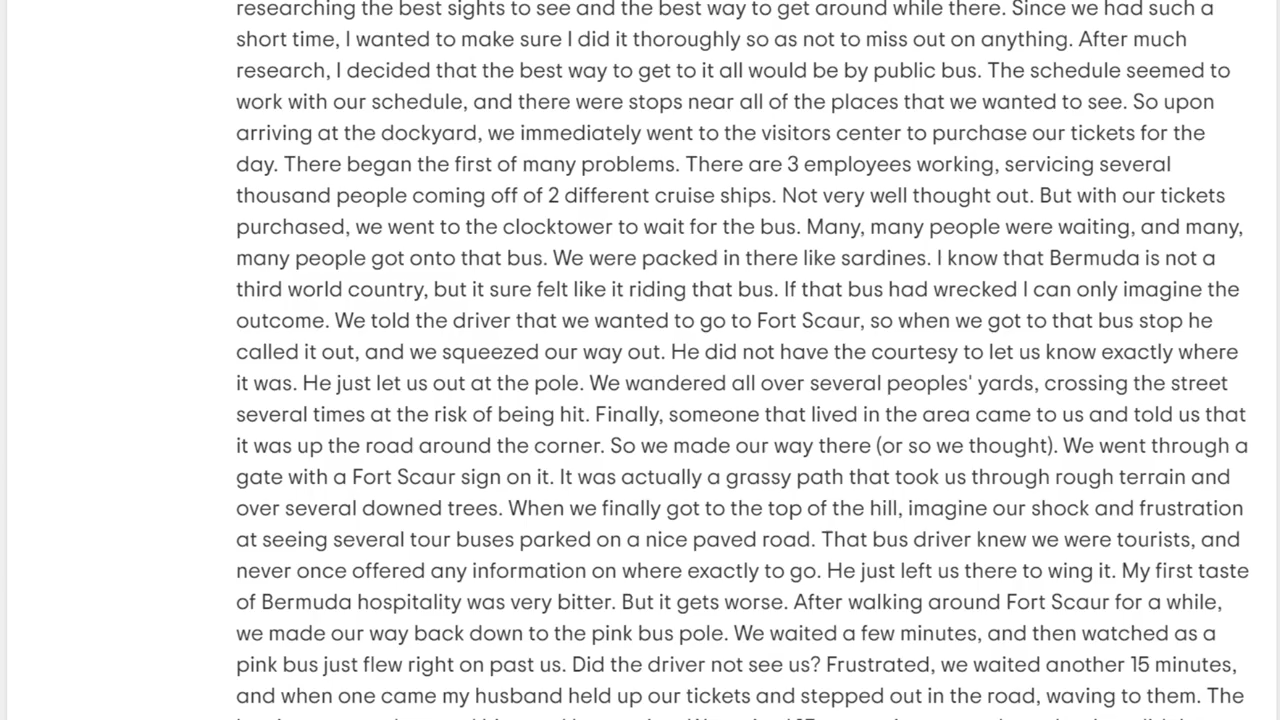 researching the best sights to see and the best way to get around while there. Since we had such a
short time, I wanted to make sure I did it thoroughly so as not to miss out on anything. After much
research, I decided that the best way to get to it all would be by public bus. The schedule seemed to
work with our schedule, and there were stops near all of the places that we wanted to see. So upon
arriving at the dockyard, we immediately went to the visitors center to purchase our tickets for the
day. There began the first of many problems. There are 3 employees working, servicing several
thousand people coming off of 2 different cruise ships. Not very well thought out. But with our tickets
purchased, we went to the clocktower to wait for the bus. Many, many people were waiting, and many,
many people got onto that bus. We were packed in there like sardines. I know that Bermuda is not a
third world country, but it sure felt like it riding that bus. If that bus had wrecked I can only imagine the
outcome. We told the driver that we wanted to go to Fort Scaur, so when we got to that bus stop he
called it out, and we squeezed our way out. He did not have the courtesy to let us know exactly where
it was. He just let us out at the pole. We wandered all over several peoples' yards, crossing the street
several times at the risk of being hit. Finally, someone that lived in the area came to us and told us that
it was up the road around the corner. So we made our way there (or so we thought). We went through a
gate with a Fort Scaur sign on it. It was actually a grassy path that took us through rough terrain and
over several downed trees. When we finally got to the top of the hill, imagine our shock and frustration
at seeing several tour buses parked on a nice paved road. That bus driver knew we were tourists, and
never once offered any information on where exactly to go. He just left us there to wing it. My first taste
of Bermuda hospitality was very bitter. But it gets worse. After walking around Fort Scaur for a while,
we made our way back down to the pink bus pole. We waited a few minutes, and then watched as a
pink bus just flew right on past us. Did the driver not see us? Frustrated, we waited another 15 minutes,
and when one came my husband held up our tickets and stepped out in the road, waving to them. The